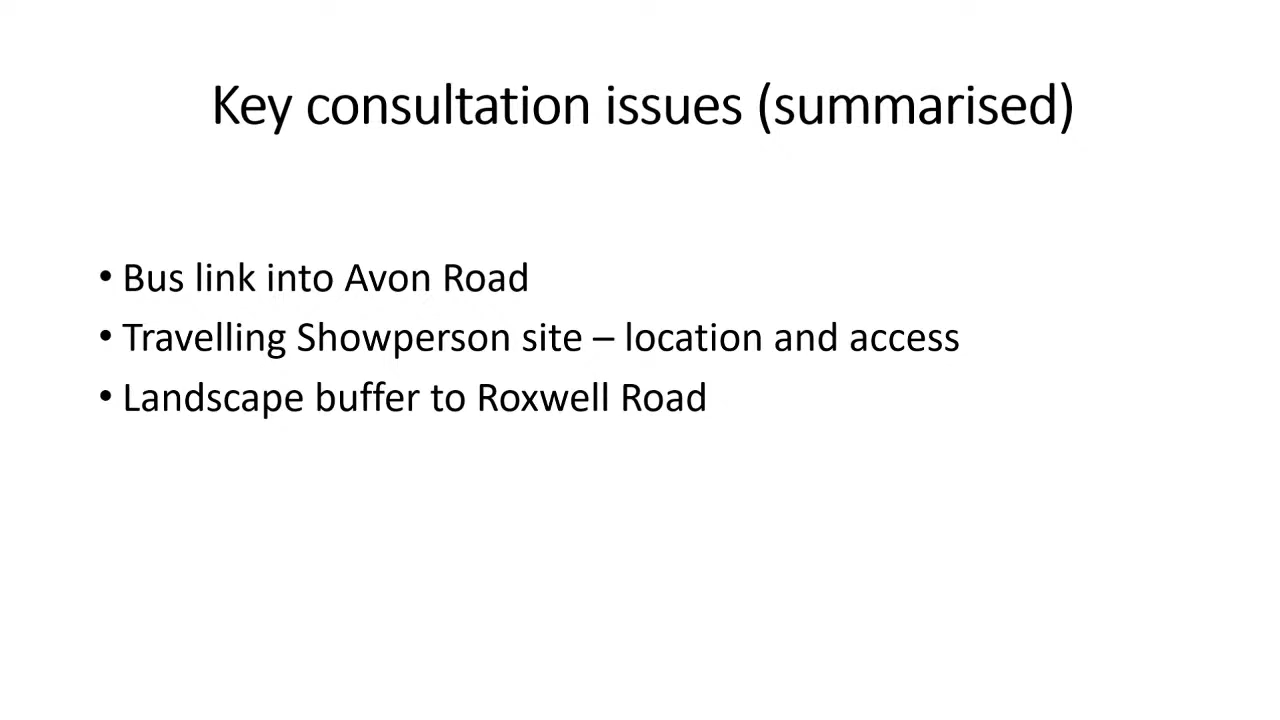 Key consultation issues (summarised)
• Bus link into Avon Road
• Travelling Showperson site – location and access
• Landscape buffer to Roxwell Road